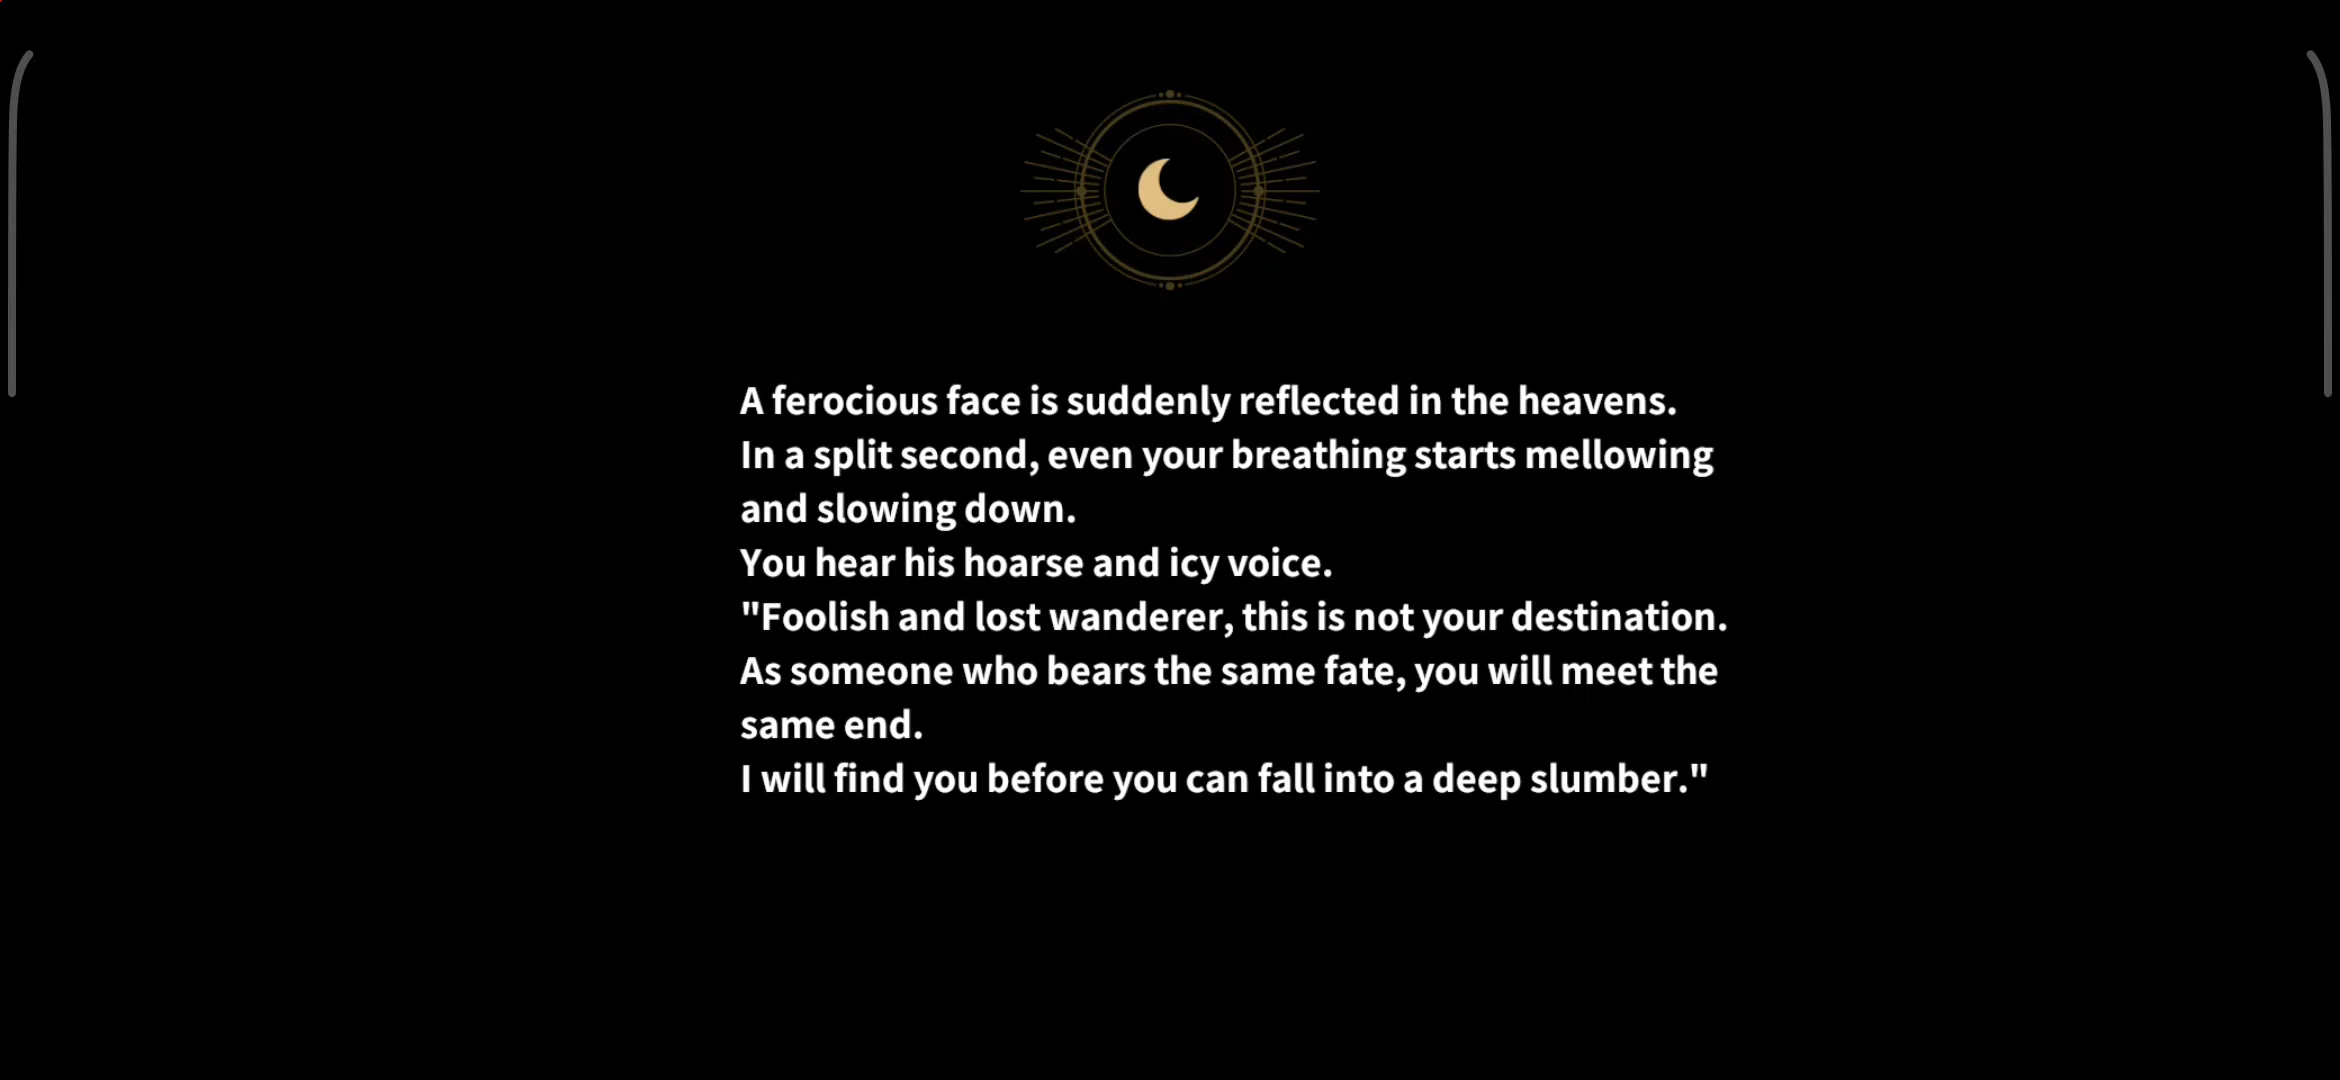 A ferocious face is suddenly reflected in the heavens.
In a split second, even your breathing starts mellowing
and slowing down.
You hear his hoarse and icy voice.
"Foolish and lost wanderer, this is not your destination.
As someone who bears the same fate, you will meet the
same end.
I will find you before you can fall into a deep slumber."